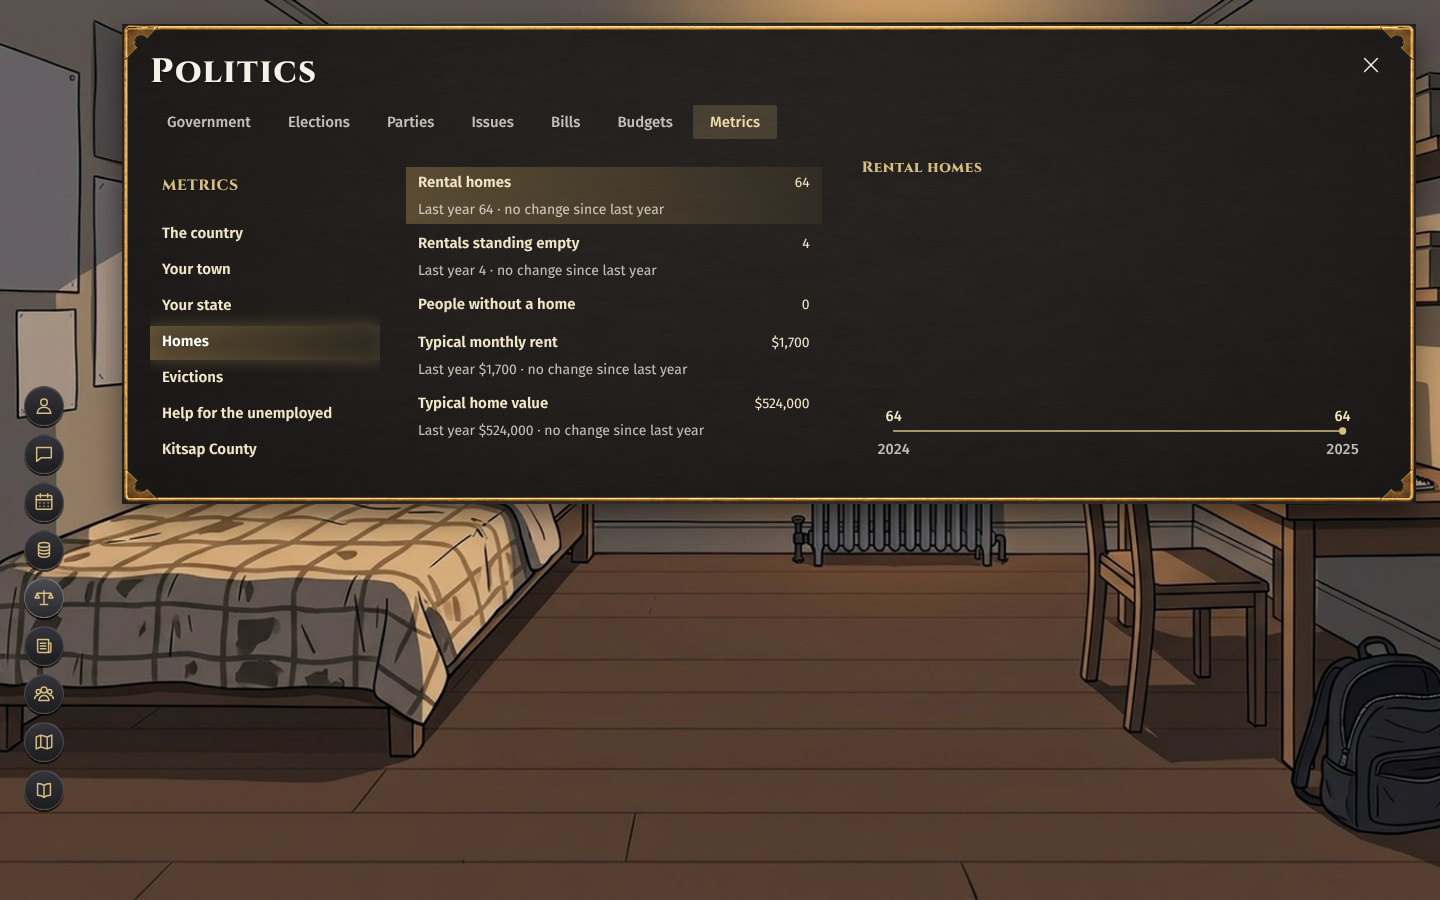 Politics
Government
Elections
Parties
Issues
Bills
Budgets
Metrics
Metrics
The country
Your town
Your state
Homes
Evictions
Help for the unemployed
Kitsap County
Rental homes 64
Last year 64 · no change since last year
Rentals standing empty 4
Last year 4 · no change since last year
People without a home 0
Typical monthly rent $1,700
Last year $1,700 · no change since last year
Typical home value $524,000
Last year $524,000 · no change since last year
Rental homes
64 64
2024 2025